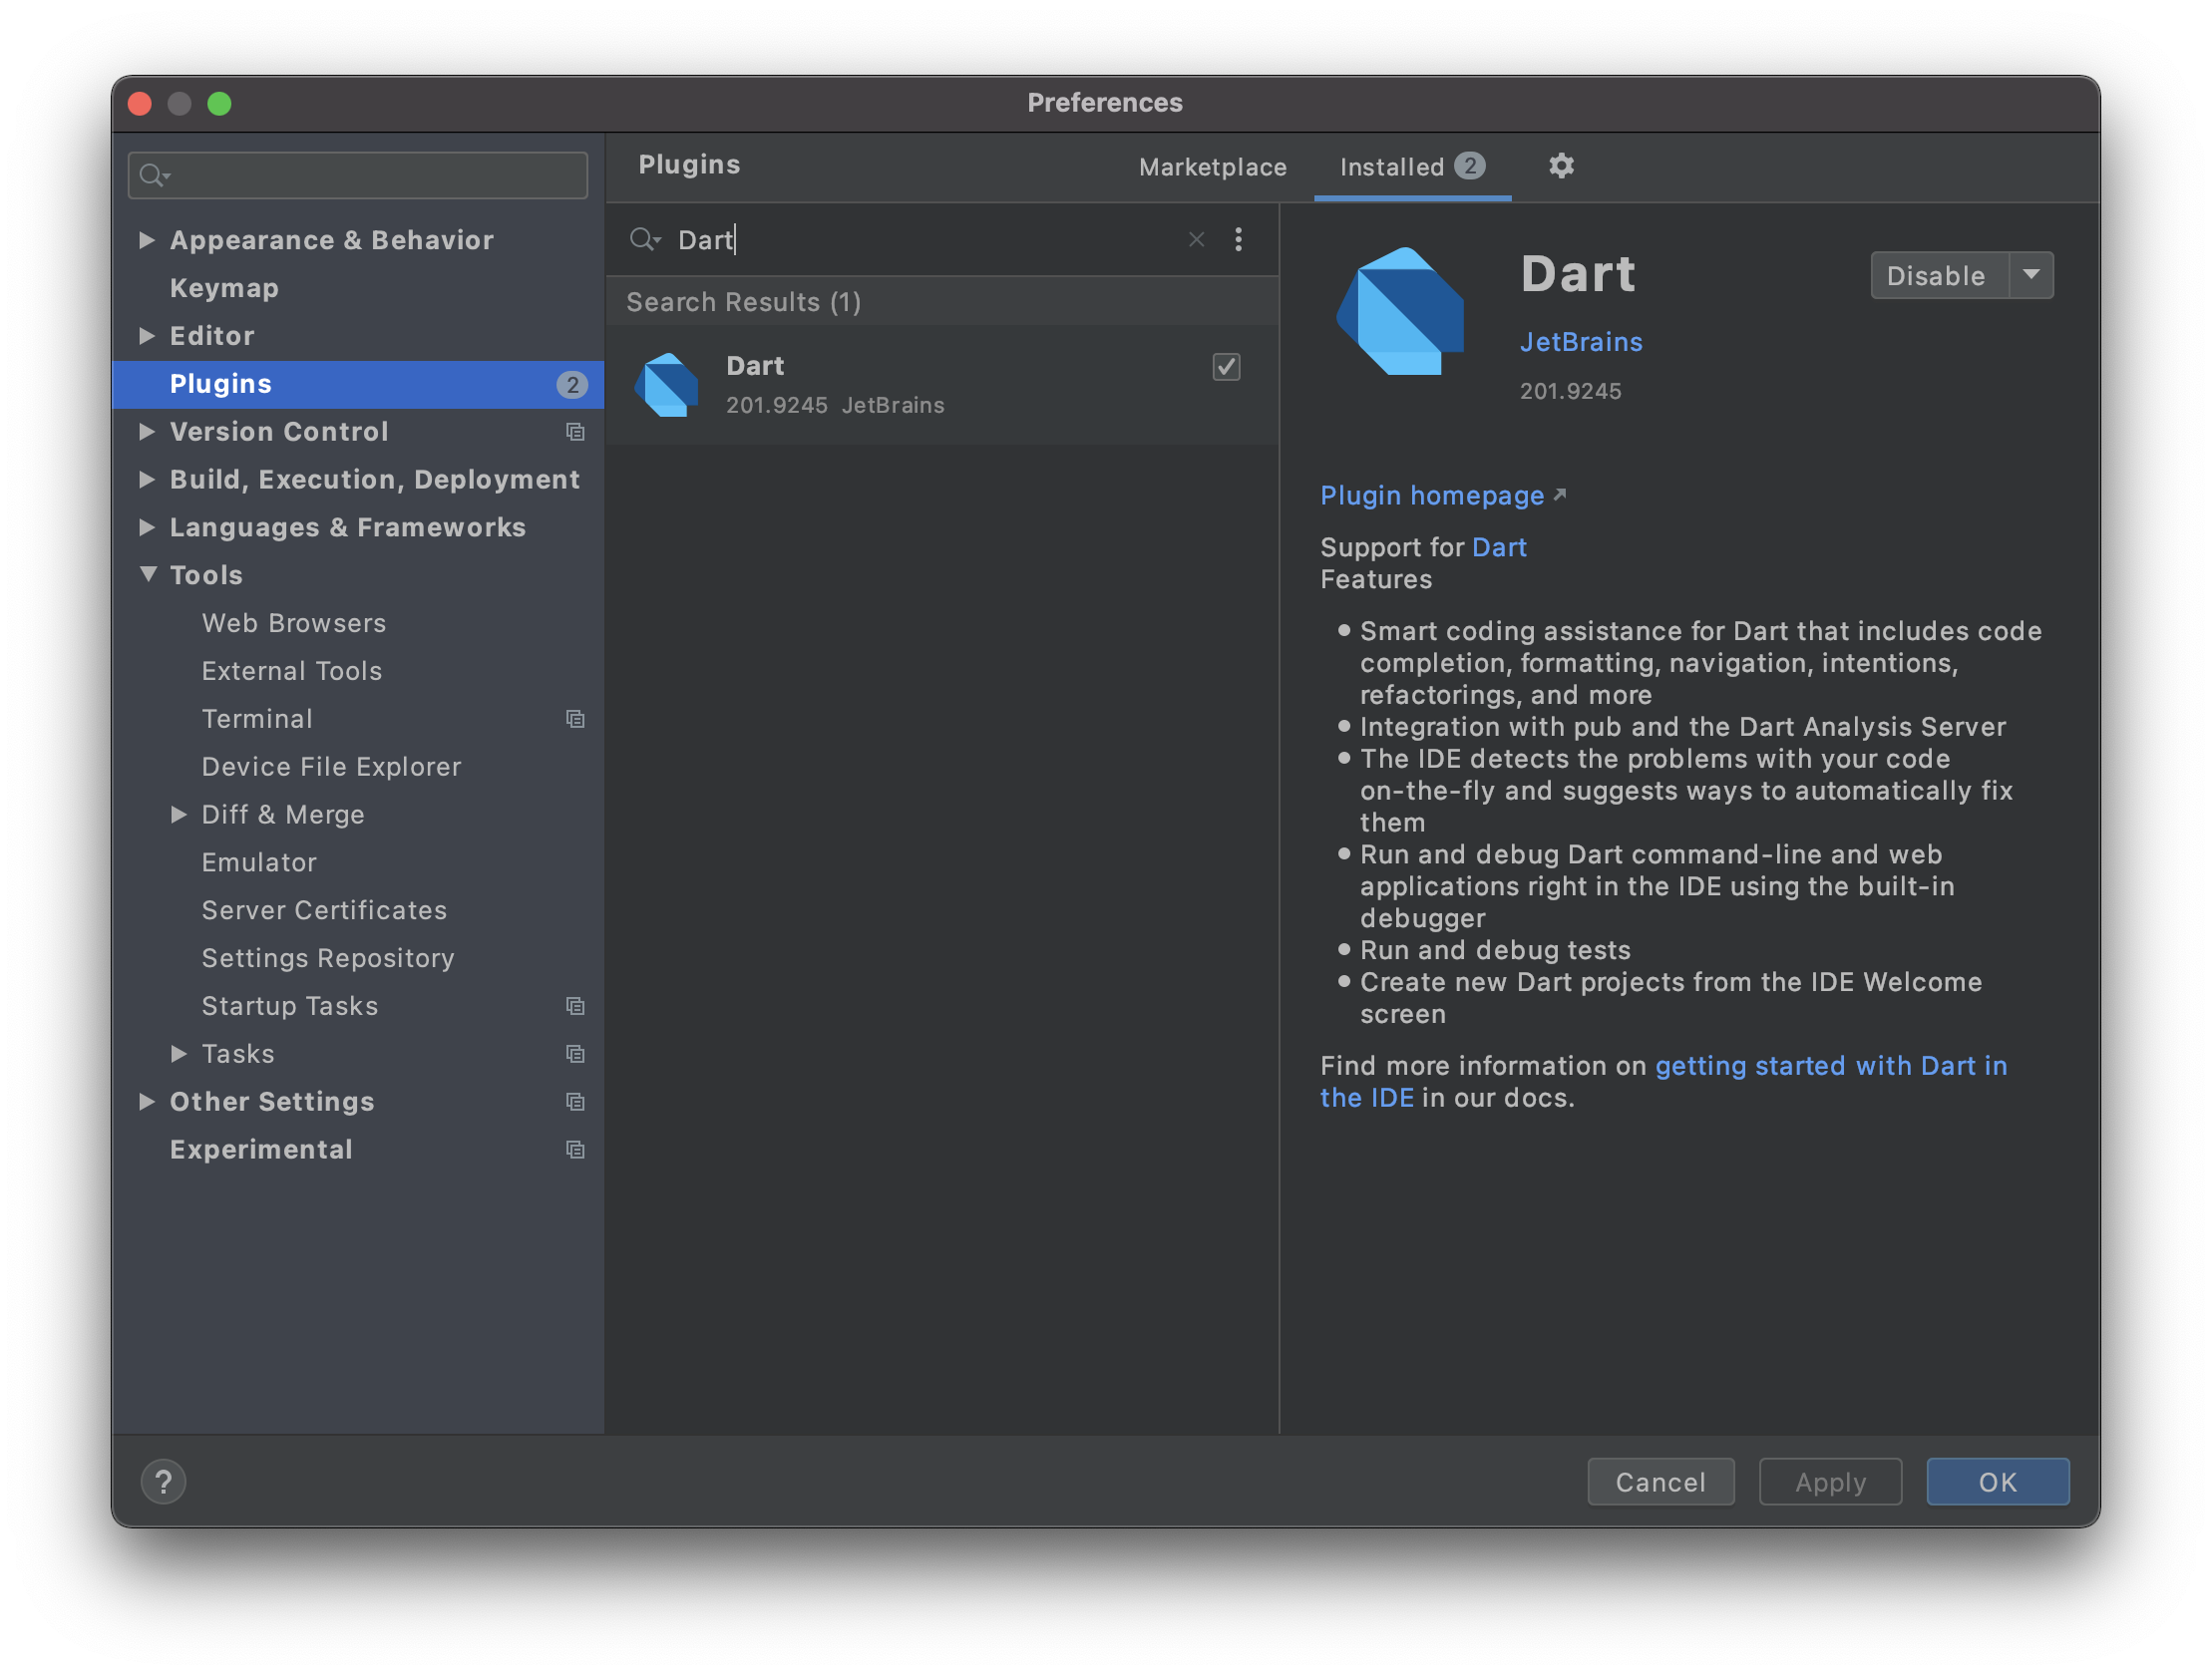 Preferences
Appearance & Behavior
Keymap
Editor
Plugins 2
Version Control
Build, Execution, Deployment
Languages & Frameworks
Tools
Web Browsers
External Tools
Terminal
Device File Explorer
Diff & Merge
Emulator
Server Certificates
Settings Repository
Startup Tasks
Tasks
Other Settings
Experimental
Plugins
Marketplace
Installed 2
Dart
Search Results (1)
Dart
201.9245 JetBrains
Dart
Disable
JetBrains
201.9245
Plugin homepage
Support for Dart
Features
Smart coding assistance for Dart that includes code
completion, formatting, navigation, intentions,
refactorings, and more
Integration with pub and the Dart Analysis Server
The IDE detects the problems with your code
on-the-fly and suggests ways to automatically fix
them
Run and debug Dart command-line and web
applications right in the IDE using the built-in
debugger
Run and debug tests
Create new Dart projects from the IDE Welcome
screen
Find more information on getting started with Dart in
the IDE in our docs.
?
Cancel
Apply
OK